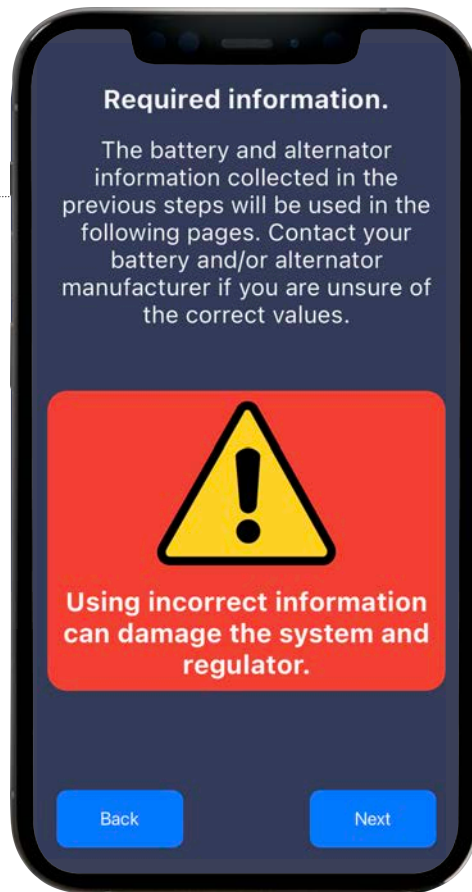 Required information.
The battery and alternator
information collected in the
previous steps will be used in the
following pages. Contact your
battery and/or alternator
manufacturer if you are unsure of
the correct values.
Using incorrect information
can damage the system and
regulator.
Back
Next